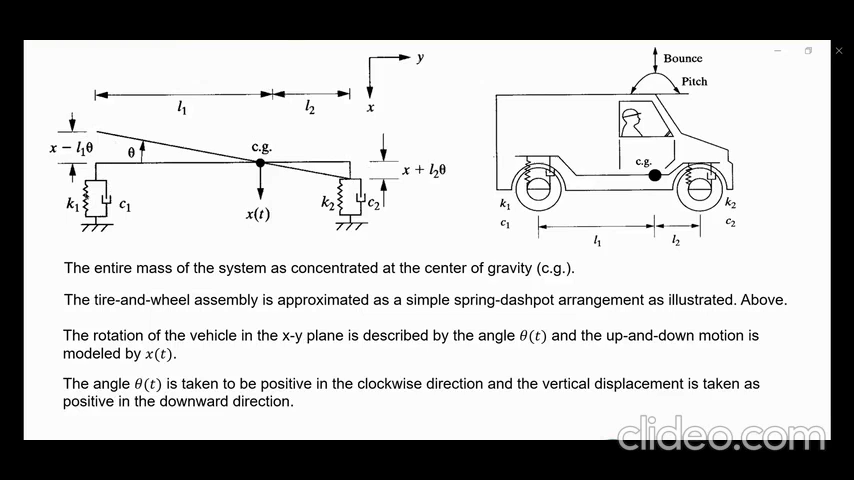 y
x
l₁
l₂
x − l₁θ
θ
c.g.
x + l₂θ
k₁
c₁
x(t)
k₂
c₂
Bounce
Pitch
c.g.
k₁
c₁
k₂
c₂
l₁
l₂
The entire mass of the system as concentrated at the center of gravity (c.g.).
The tire-and-wheel assembly is approximated as a simple spring-dashpot arrangement as illustrated. Above.
The rotation of the vehicle in the x-y plane is described by the angle θ(t) and the up-and-down motion is
modeled by x(t).
The angle θ(t) is taken to be positive in the clockwise direction and the vertical displacement is taken as
positive in the downward direction.
clideo.com